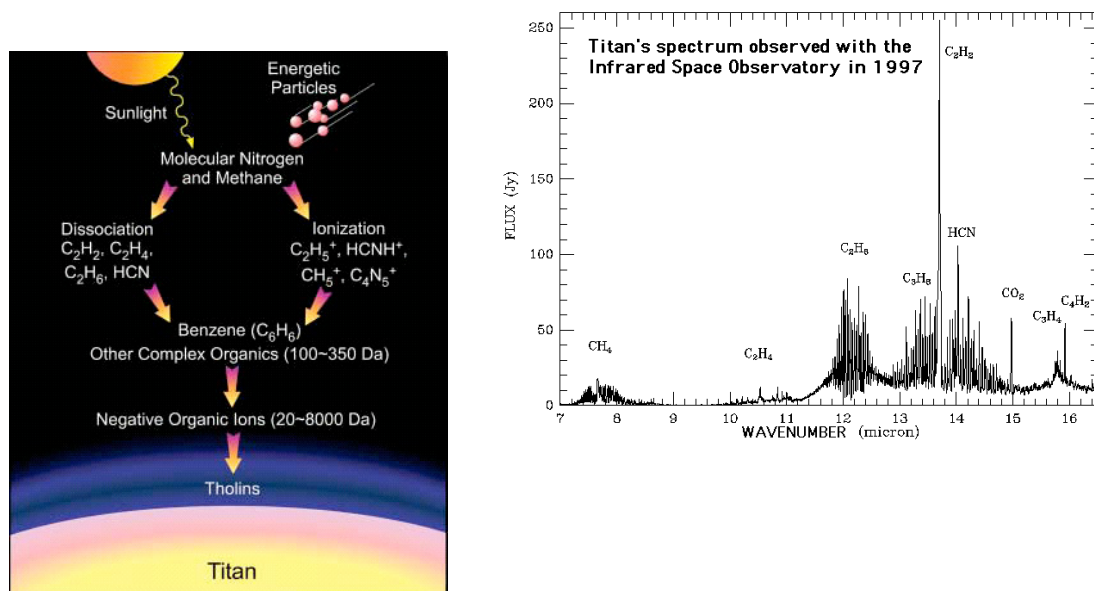 Energetic
Particles
Sunlight
Molecular Nitrogen
and Methane
Dissociation
C₂H₂, C₂H₄,
C₂H₆, HCN
Ionization
C₂H₅⁺, HCNH⁺,
CH₅⁺, C₄N₅⁺
Benzene (C₆H₆)
Other Complex Organics (100~350 Da)
Negative Organic Ions (20~8000 Da)
Tholins
Titan
Titan's spectrum observed with the
Infrared Space Observatory in 1997
250
200
150
100
50
0
FLUX (Jy)
CH₄
C₂H₄
C₂H₆
C₃H₈
C₂H₂
HCN
CO₂
C₃H₄
C₄H₂
7 8 9 10 11 12 13 14 15 16
WAVENUMBER (micron)